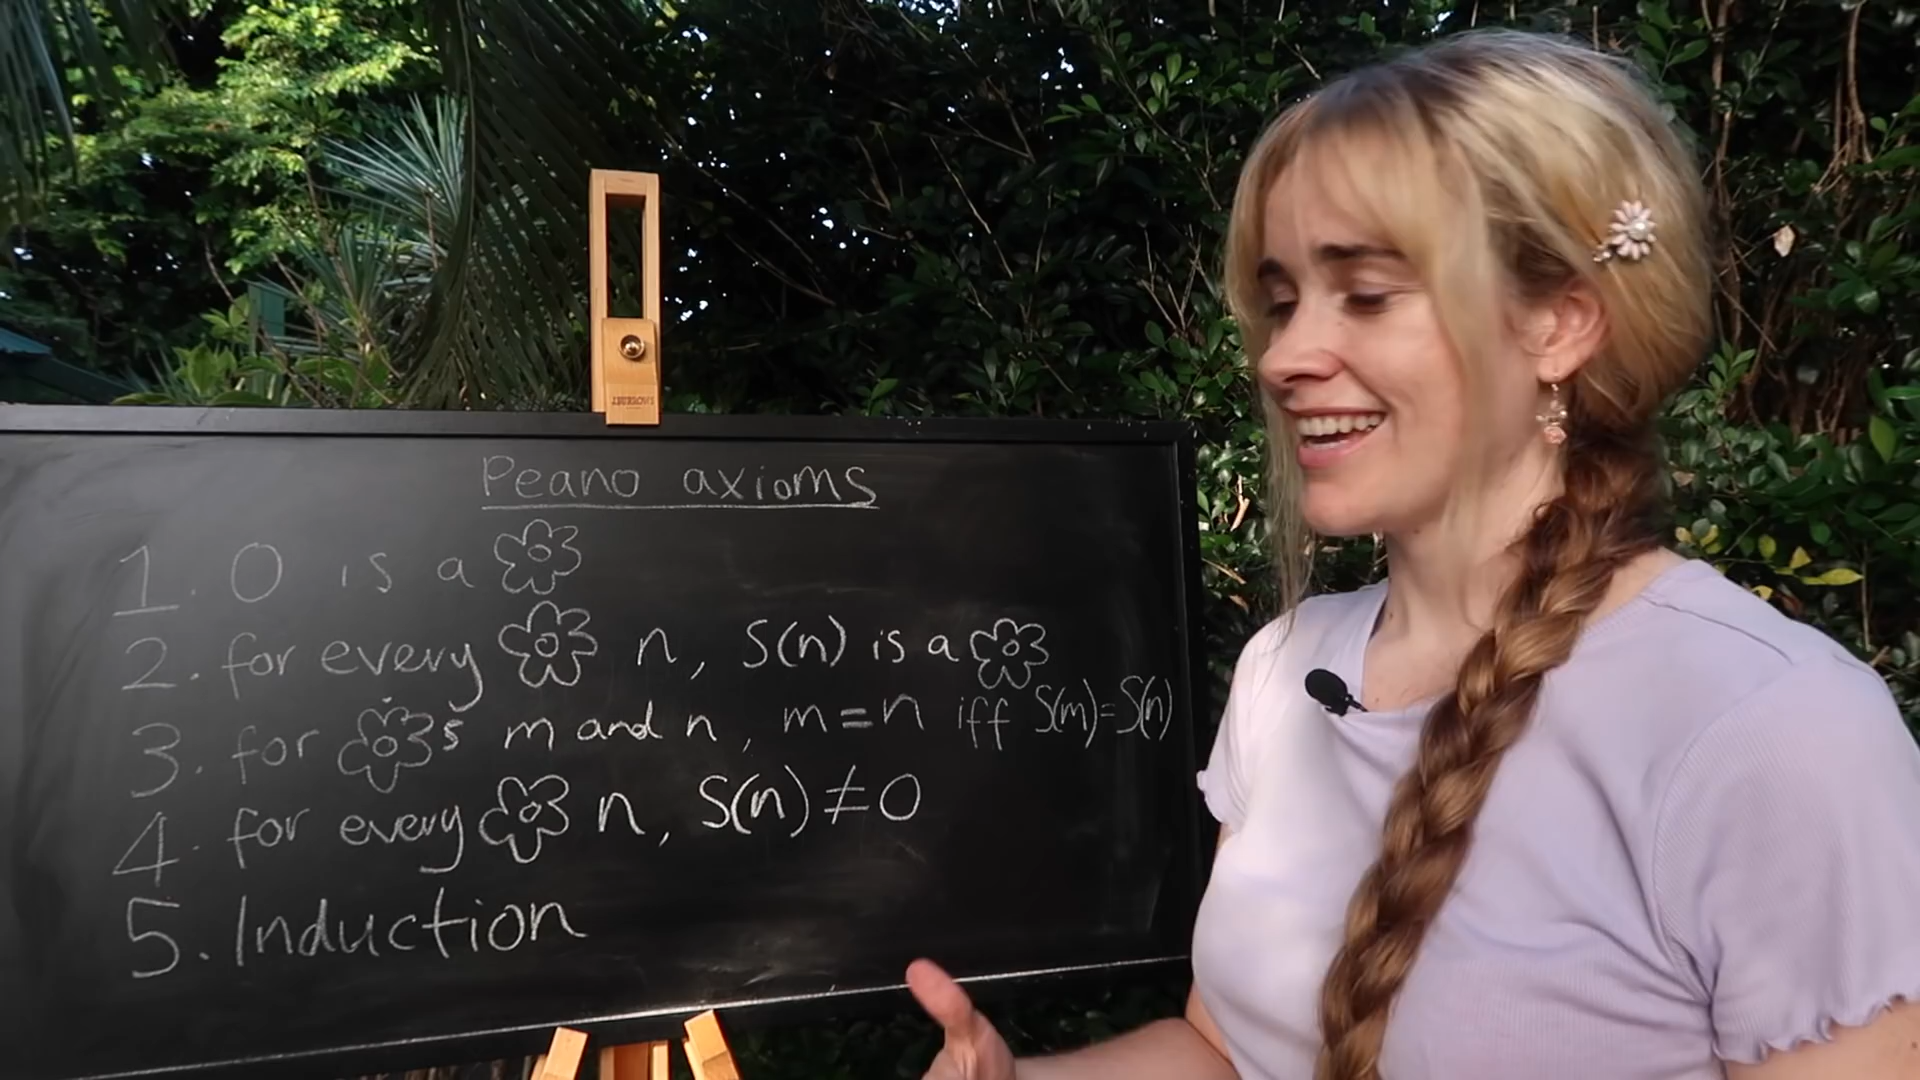 Peano axioms
1. 0 is a
2. for every n, S(n) is a
3. for s m and n, m=n iff S(m)=S(n)
4. for every n, S(n)≠0
5. Induction